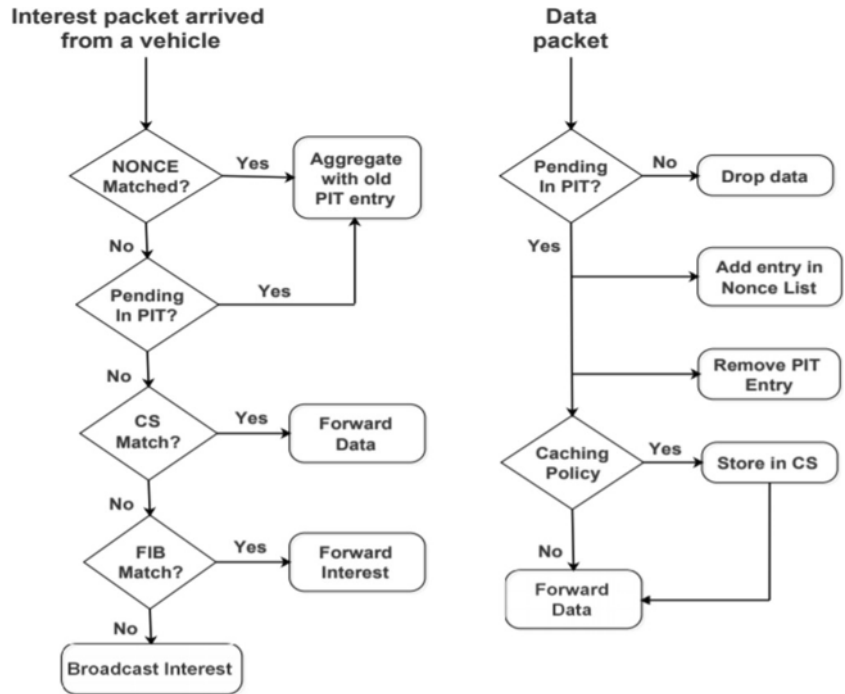 Interest packet arrived
from a vehicle
NONCE
Matched?
Yes
Aggregate
with old
PIT entry
No
Pending
In PIT?
Yes
No
CS
Match?
Yes
Forward
Data
No
FIB
Match?
Yes
Forward
Interest
No
Broadcast Interest
Data
packet
Pending
In PIT?
No
Drop data
Yes
Add entry in
Nonce List
Remove PIT
Entry
Caching
Policy
Yes
Store in CS
No
Forward
Data